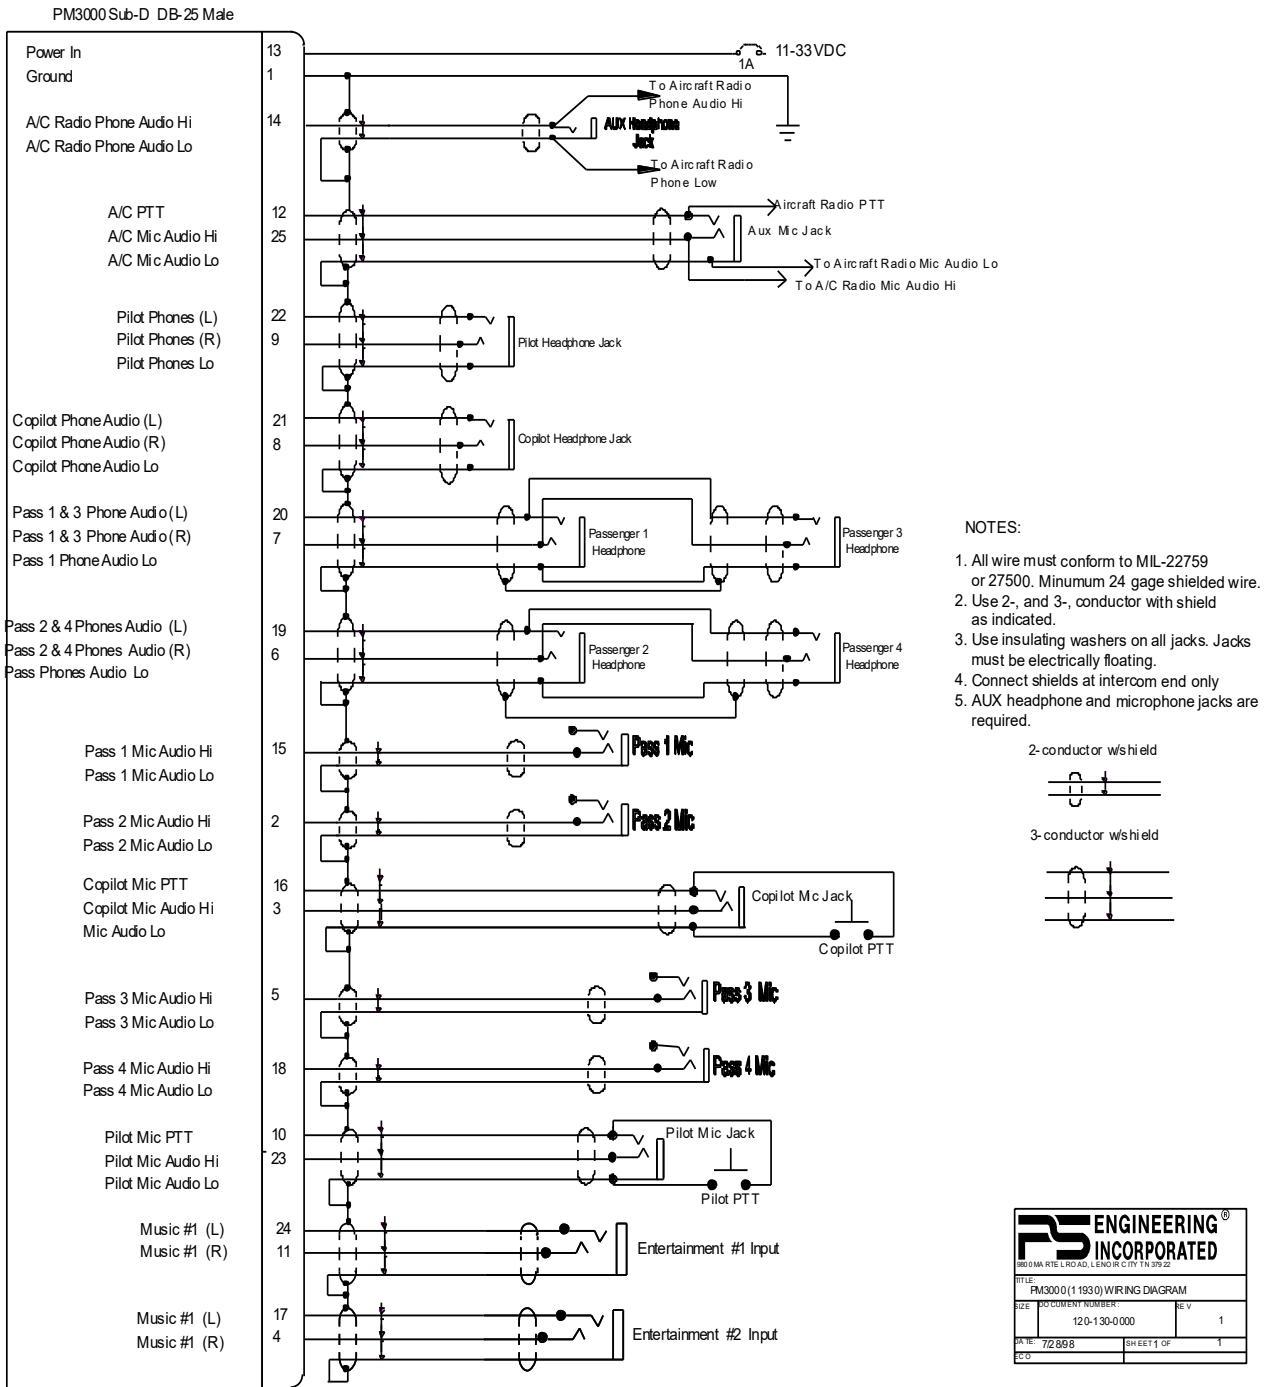 PM3000 Sub-D DB-25 Male
Power In 13 1A 11-33VDC
Ground 1
To Aircraft Radio
Phone Audio Hi
A/C Radio Phone Audio Hi 14 AUX Headphone
Jack
A/C Radio Phone Audio Lo
To Aircraft Radio
Phone Low
A/C PTT 12 Aircraft Radio PTT
A/C Mic Audio Hi 25 Aux Mic Jack
A/C Mic Audio Lo To Aircraft Radio Mic Audio Lo
To A/C Radio Mic Audio Hi
Pilot Phones (L) 22
Pilot Phones (R) 9 Pilot Headphone Jack
Pilot Phones Lo
Copilot Phone Audio (L) 21
Copilot Phone Audio (R) 8 Copilot Headphone Jack
Copilot Phone Audio Lo
Pass 1 & 3 Phone Audio (L) 20
Pass 1 & 3 Phone Audio (R) 7
Pass 1 Phone Audio Lo
Passenger 1
Headphone
Passenger 3
Headphone
Pass 2 & 4 Phones Audio (L) 19
Pass 2 & 4 Phones Audio (R) 6
Pass Phones Audio Lo
Passenger 2
Headphone
Passenger 4
Headphone
Pass 1 Mic Audio Hi 15 Pass 1 Mic
Pass 1 Mic Audio Lo
Pass 2 Mic Audio Hi 2 Pass 2 Mic
Pass 2 Mic Audio Lo
Copilot Mic PTT 16 Copilot Mc Jack
Copilot Mic Audio Hi 3
Mic Audio Lo
Copilot PTT
Pass 3 Mic Audio Hi 5 Pass 3 Mic
Pass 3 Mic Audio Lo
Pass 4 Mic Audio Hi 18 Pass 4 Mic
Pass 4 Mic Audio Lo
Pilot Mic PTT 10 Pilot Mic Jack
Pilot Mic Audio Hi 23
Pilot Mic Audio Lo
Pilot PTT
Music #1 (L) 24
Music #1 (R) 11 Entertainment #1 Input
Music #1 (L) 17
Music #1 (R) 4 Entertainment #2 Input
NOTES:
1. All wire must conform to MIL-22759
or 27500. Minumum 24 gage shielded wire.
2. Use 2-, and 3-, conductor with shield
as indicated.
3. Use insulating washers on all jacks. Jacks
must be electrically floating.
4. Connect shields at intercom end only
5. AUX headphone and microphone jacks are
required.
2-conductor w/shield
3-conductor w/shield
PS ENGINEERING ®
INCORPORATED
9800 MARTEL ROAD, LENOIR CITY TN 37922
TITLE:
PM3000 (11930) WIRING DIAGRAM
SIZE DOCUMENT NUMBER: REV
120-130-0000 1
DATE: 7/28/98 SHEET 1 OF 1
ECO